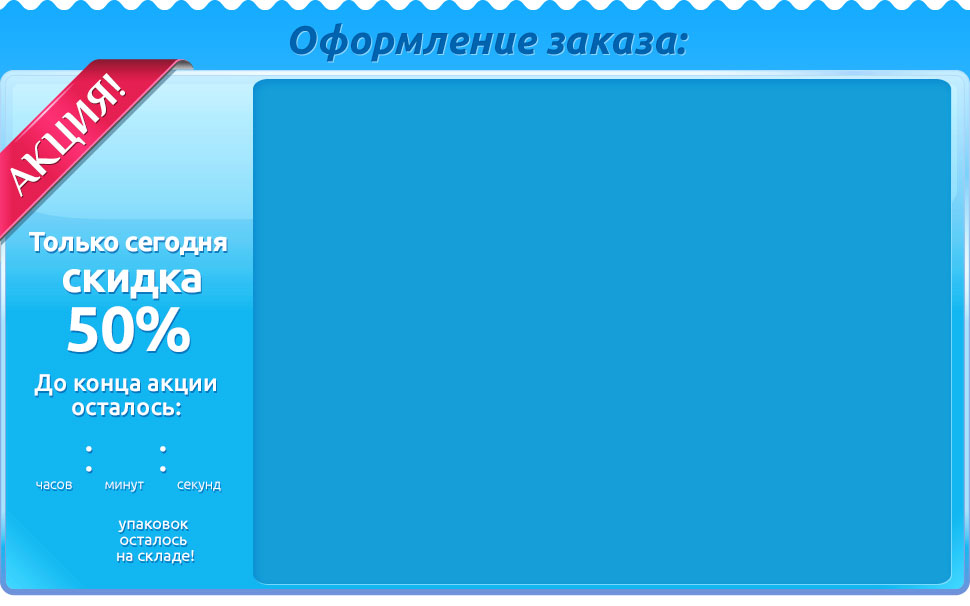 Оформление заказа:
АКЦИЯ!
Только сегодня
скидка
50%
До конца акции
осталось:
: :
часов минут секунд
упаковок
осталось
на складе!